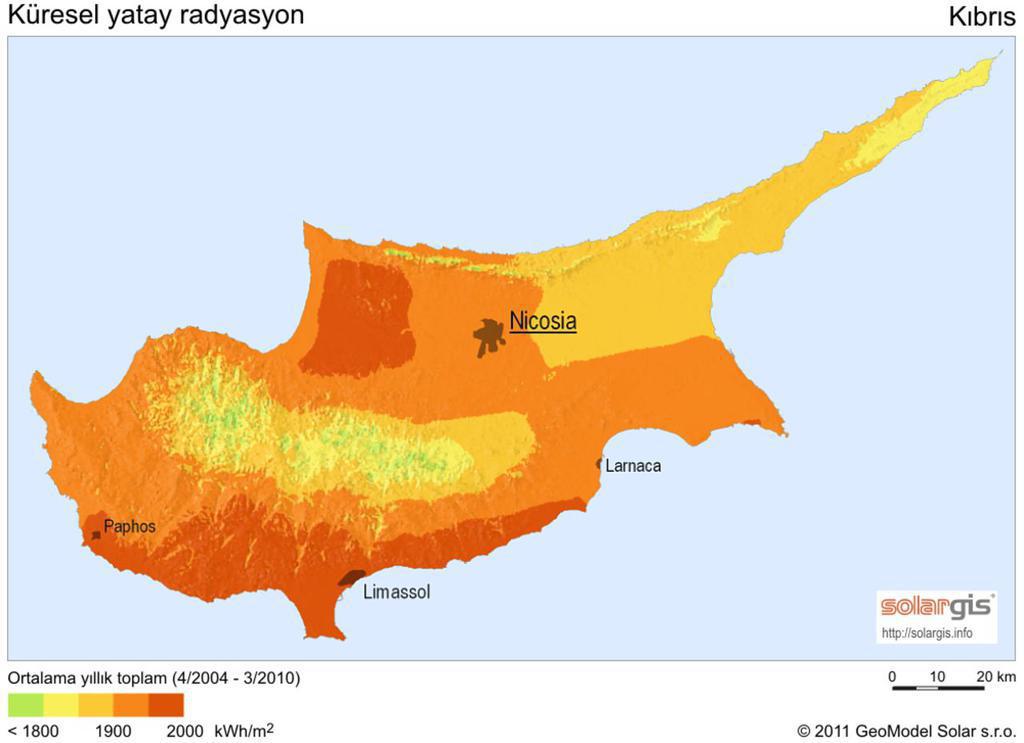 Küresel yatay radyasyon
Kıbrıs
Nicosia
Larnaca
Paphos
Limassol
solargis
http://solargis.info
Ortalama yıllık toplam (4/2004 - 3/2010)
0 10 20 km
< 1800 1900 2000 kWh/m²
© 2011 GeoModel Solar s.r.o.